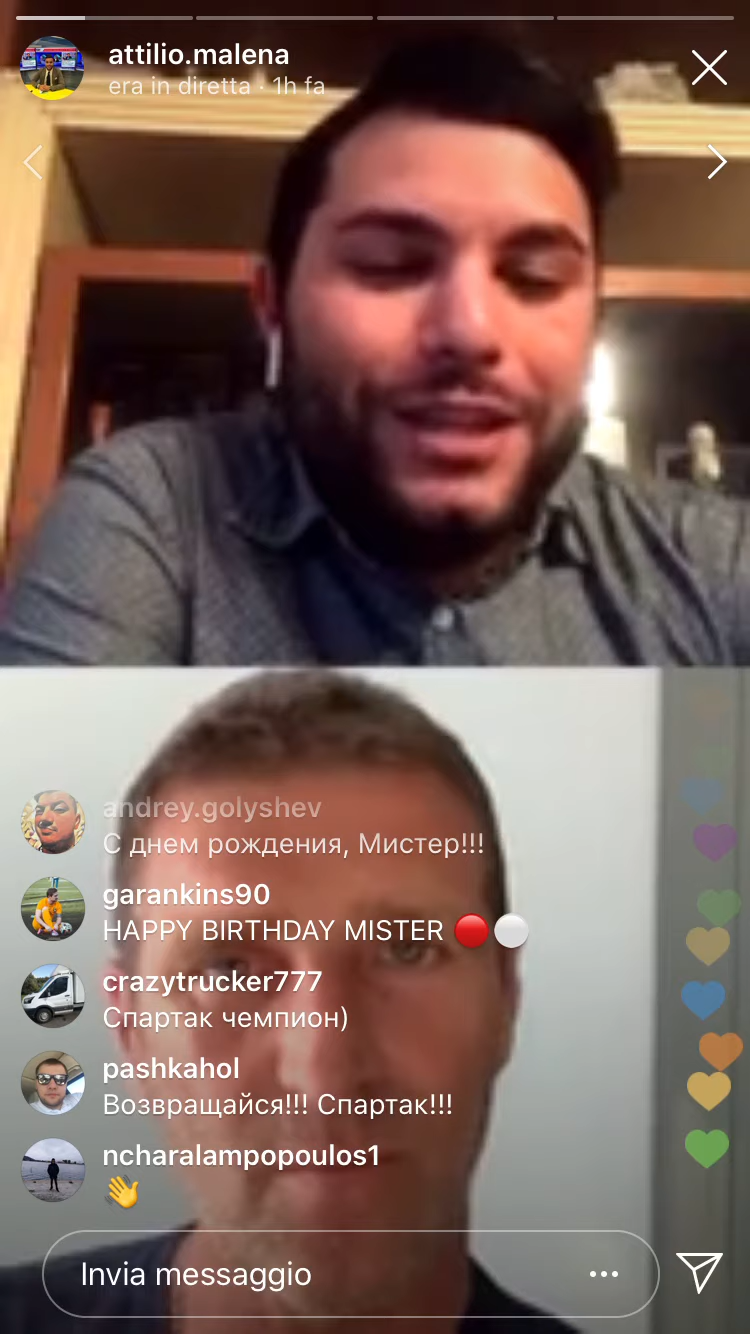 attilio.malena
era in diretta · 1h fa
andrey.golyshev
С днем рождения, Мистер!!!
garankins90
HAPPY BIRTHDAY MISTER 🔴⚪
crazytrucker777
Спартак чемпион)
pashkahol
Возвращайся!!! Спартак!!!
ncharalampopoulos1
👋
Invia messaggio